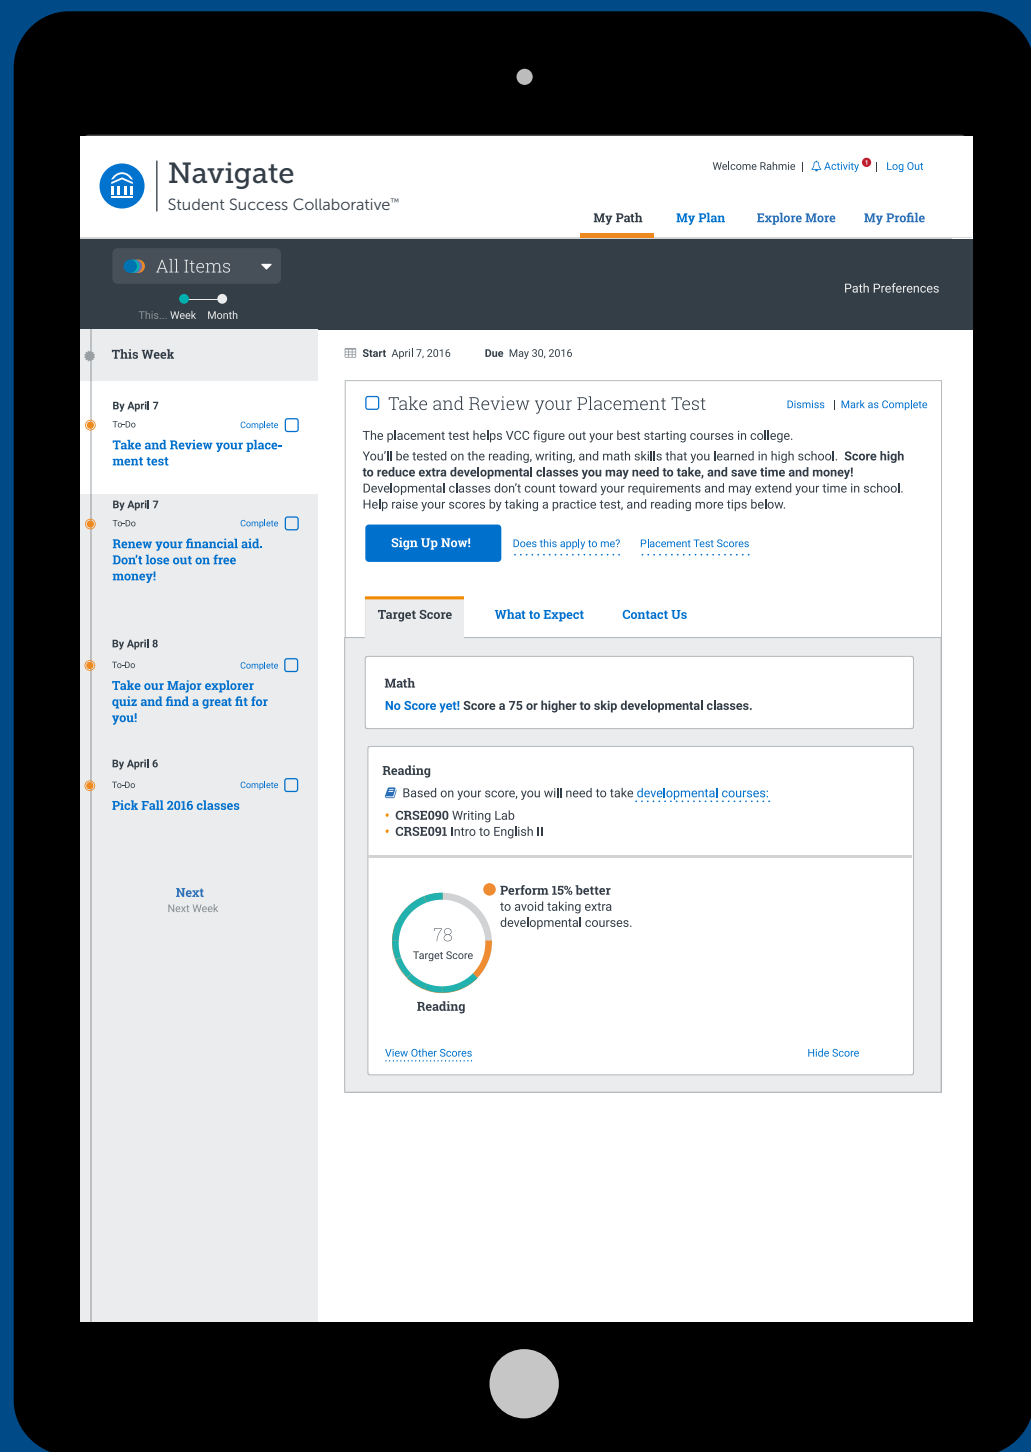 Navigate
Student Success Collaborative™
Welcome Rahmie | Activity 1 | Log Out
My Path My Plan Explore More My Profile
All Items
This... Week Month
Path Preferences
This Week
By April 7
To-Do Complete
Take and Review your place-
ment test
By April 7
To-Do Complete
Renew your financial aid.
Don't lose out on free
money!
By April 8
To-Do Complete
Take our Major explorer
quiz and find a great fit for
you!
By April 6
To-Do Complete
Pick Fall 2016 classes
Next
Next Week
Start April 7, 2016 Due May 30, 2016
Take and Review your Placement Test Dismiss | Mark as Complete
The placement test helps VCC figure out your best starting courses in college.
You'll be tested on the reading, writing, and math skills that you learned in high school. Score high
to reduce extra developmental classes you may need to take, and save time and money!
Developmental classes don't count toward your requirements and may extend your time in school.
Help raise your scores by taking a practice test, and reading more tips below.
Sign Up Now! Does this apply to me? Placement Test Scores
Target Score What to Expect Contact Us
Math
No Score yet! Score a 75 or higher to skip developmental classes.
Reading
Based on your score, you will need to take developmental courses:
• CRSE090 Writing Lab
• CRSE091 Intro to English II
Perform 15% better
to avoid taking extra
developmental courses.
78
Target Score
Reading
View Other Scores Hide Score